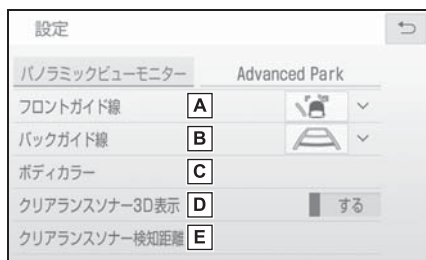 設定
パノラミックビューモニター Advanced Park
フロントガイド線 A
バックガイド線 B
ボディカラー C
クリアランスソナー3D表示 D する
クリアランスソナー検知距離 E